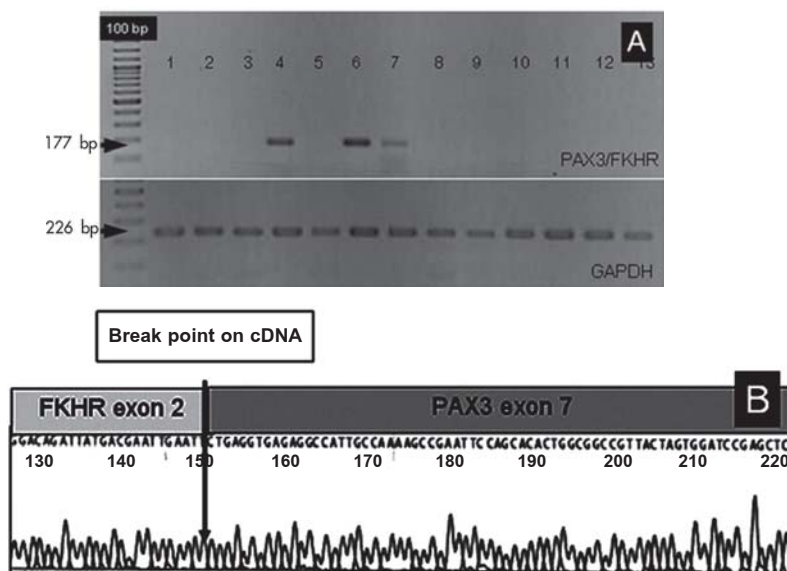 100 bp
A
1 2 3 4 5 6 7 8 9 10 11 12 13
177 bp
PAX3/FKHR
226 bp
GAPDH
Break point on cDNA
B
FKHR exon 2 PAX3 exon 7
GGACAGATTATGACGAATTGAATTCTGAGGTGAGAGGCCATTGCCAAAAGCCGAATTCCAGCACACTGGCGGCCGTTACTAGTGGATCCGAGCTC
130 140 150 160 170 180 190 200 210 220